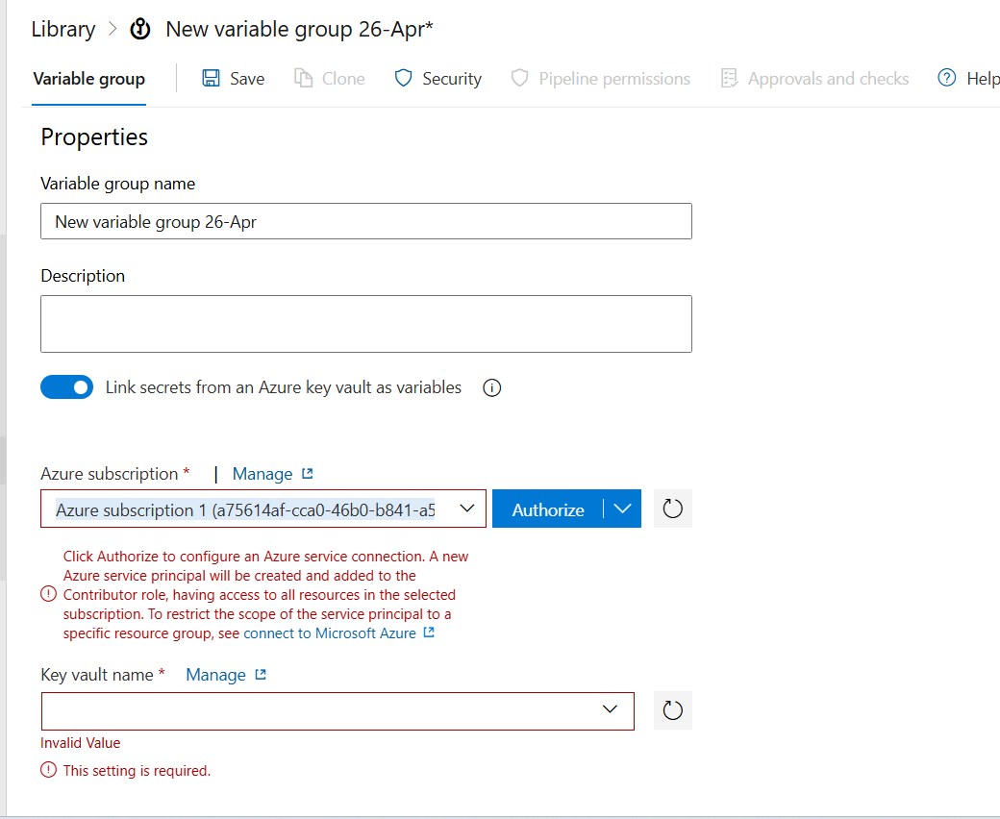 Library > New variable group 26-Apr*
Variable group | Save Clone Security Pipeline permissions Approvals and checks Help
Properties
Variable group name
New variable group 26-Apr
Description
Link secrets from an Azure key vault as variables
Azure subscription * | Manage
Azure subscription 1 (a75614af-cca0-46b0-b841-a5 Authorize
Click Authorize to configure an Azure service connection. A new
Azure service principal will be created and added to the
Contributor role, having access to all resources in the selected
subscription. To restrict the scope of the service principal to a
specific resource group, see connect to Microsoft Azure
Key vault name * Manage
Invalid Value
This setting is required.